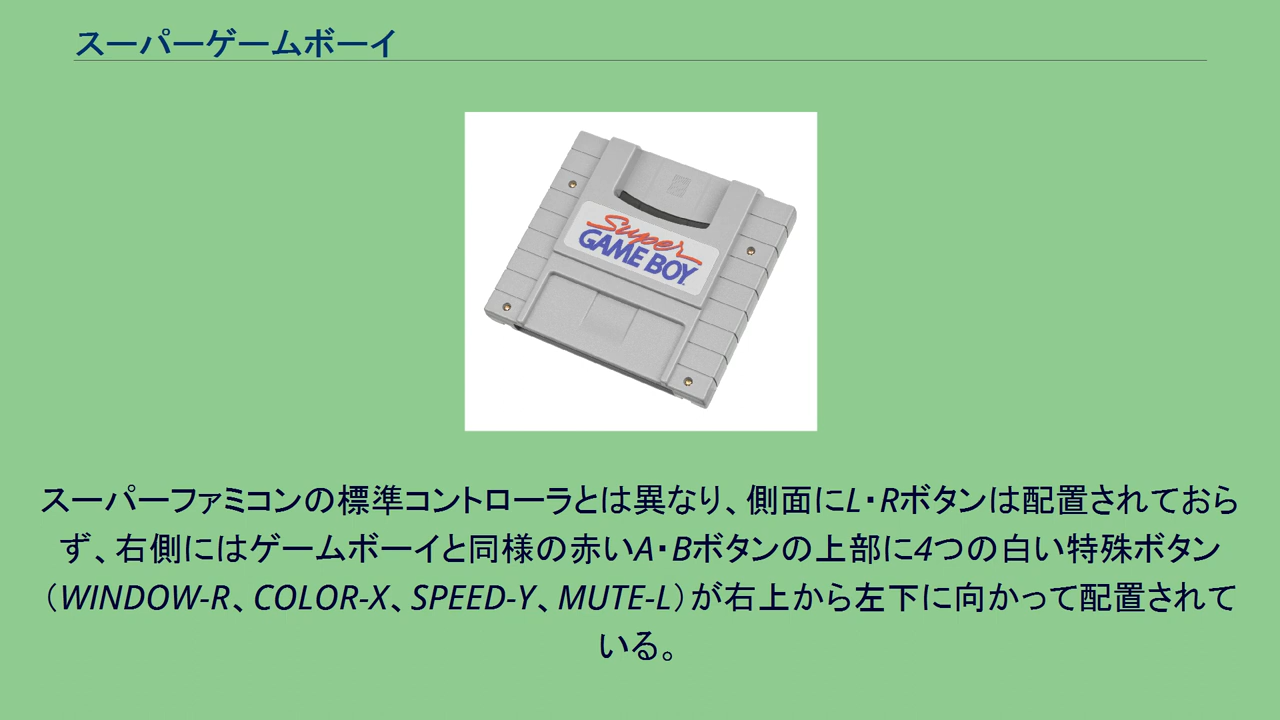 スーパーゲームボーイ
Super
GAME BOY
スーパーファミコンの標準コントローラとは異なり、側面にL・Rボタンは配置されておら
ず、右側にはゲームボーイと同様の赤いA・Bボタンの上部に4つの白い特殊ボタン
（WINDOW-R、COLOR-X、SPEED-Y、MUTE-L）が右上から左下に向かって配置されて
いる。